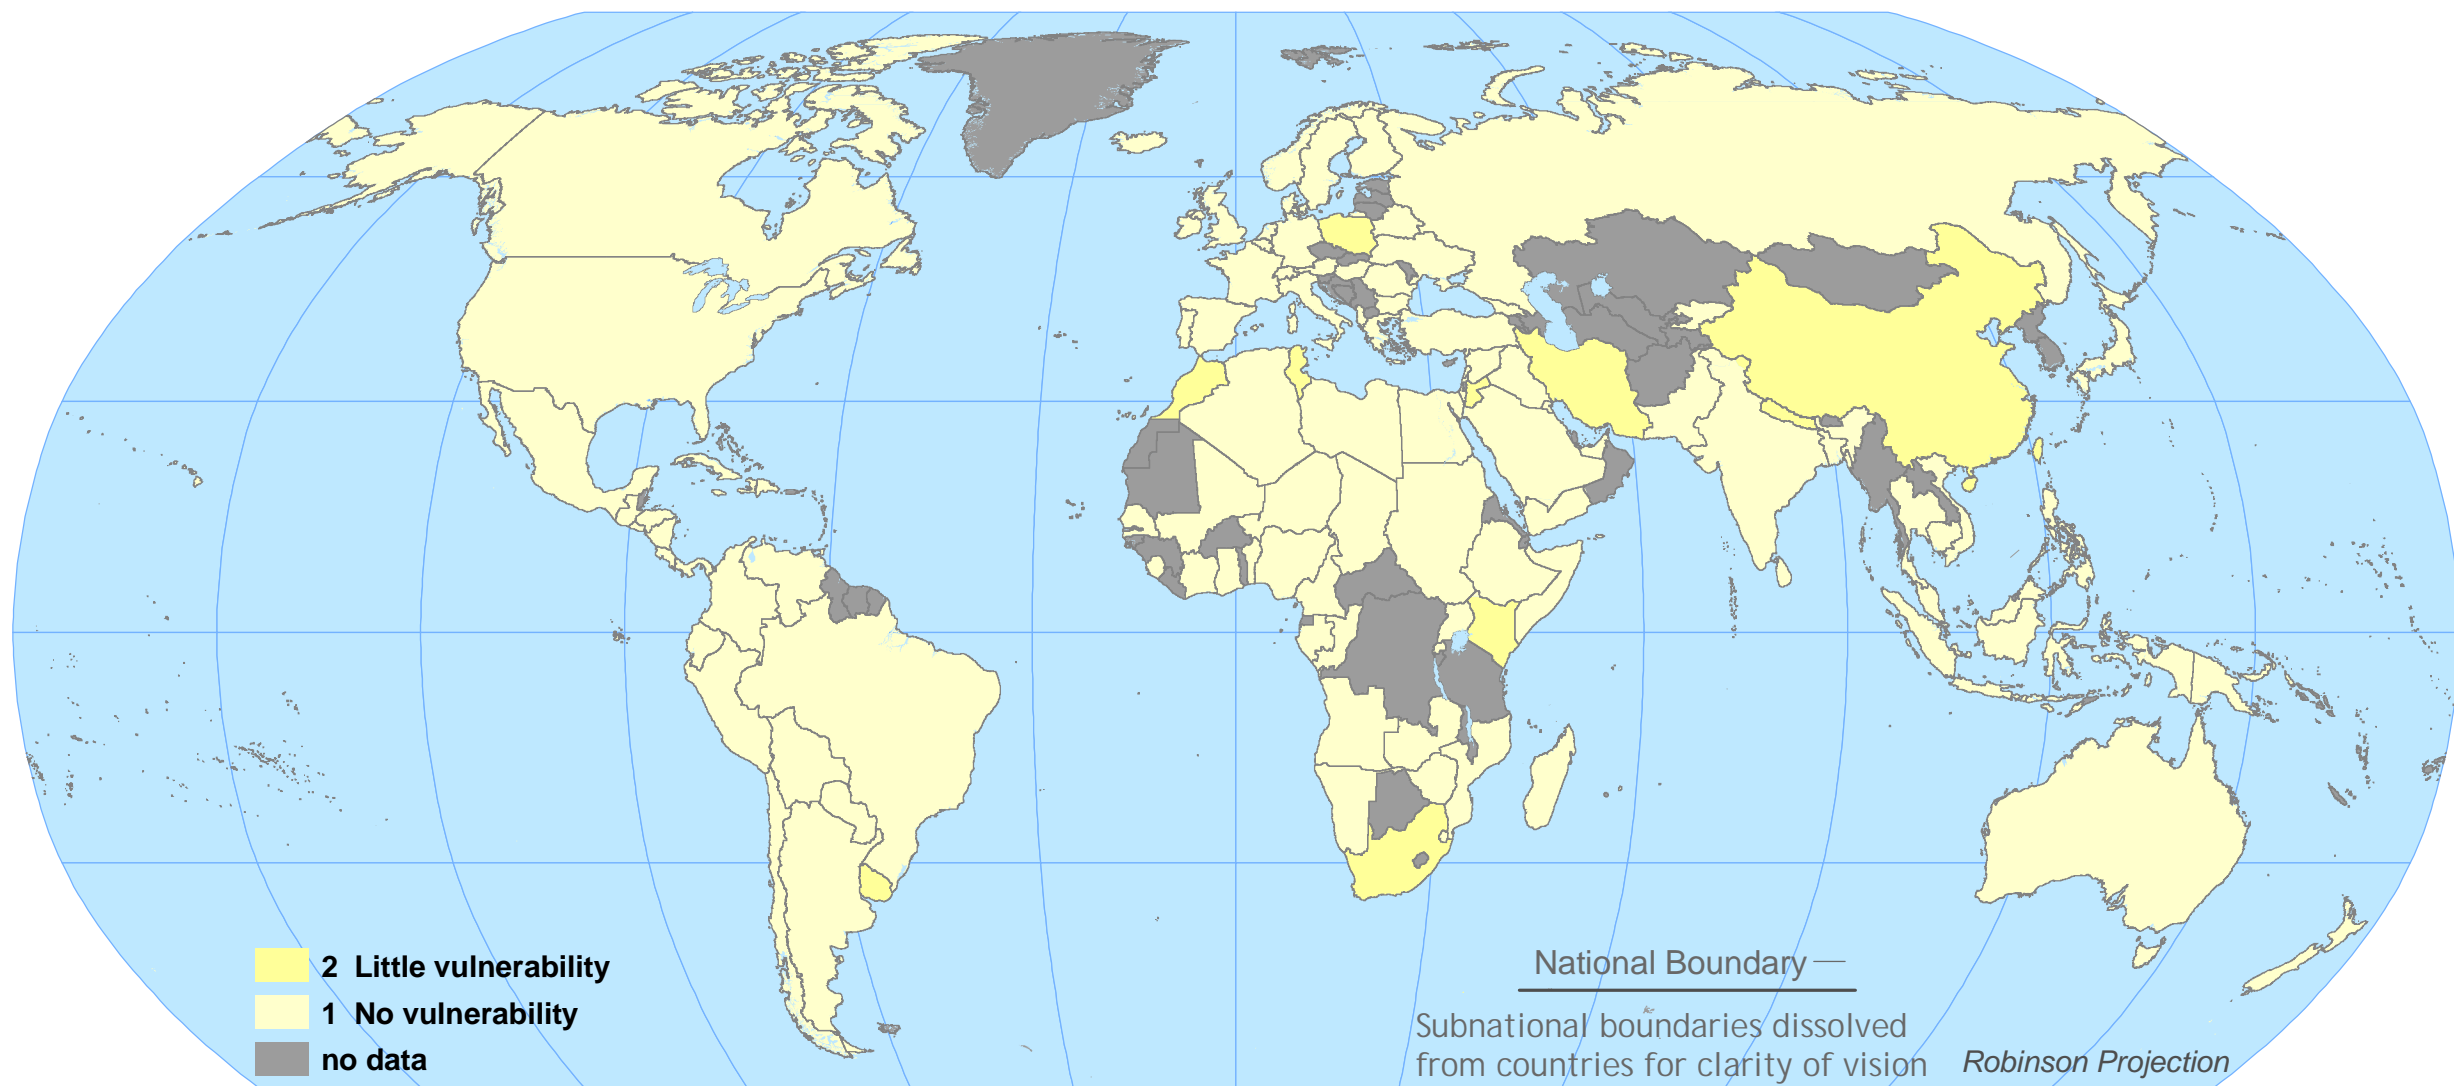 2 Little vulnerability
1 No vulnerability
no data
National Boundary
Subnational boundaries dissolved
from countries for clarity of vision
Robinson Projection